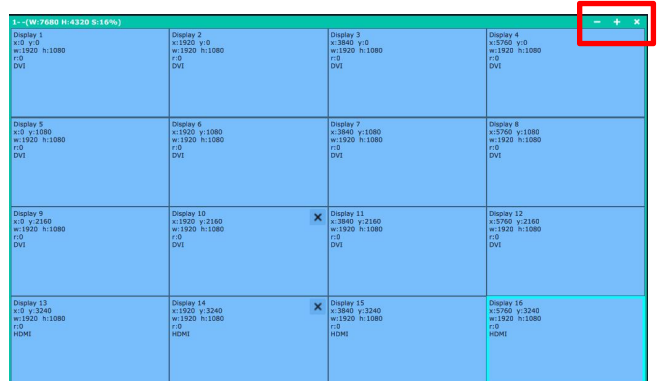 1--(W:7680 H:4320 S:16%) − + ×
Display 1
x:0 y:0
w:1920 h:1080
r:0
DVI
Display 2
x:1920 y:0
w:1920 h:1080
r:0
DVI
Display 3
x:3840 y:0
w:1920 h:1080
r:0
DVI
Display 4
x:5760 y:0
w:1920 h:1080
r:0
DVI
Display 5
x:0 y:1080
w:1920 h:1080
r:0
DVI
Display 6
x:1920 y:1080
w:1920 h:1080
r:0
DVI
Display 7
x:3840 y:1080
w:1920 h:1080
r:0
DVI
Display 8
x:5760 y:1080
w:1920 h:1080
r:0
DVI
Display 9
x:0 y:2160
w:1920 h:1080
r:0
DVI
Display 10
x:1920 y:2160
w:1920 h:1080
r:0
DVI
Display 11
x:3840 y:2160
w:1920 h:1080
r:0
DVI
Display 12
x:5760 y:2160
w:1920 h:1080
r:0
DVI
Display 13
x:0 y:3240
w:1920 h:1080
r:0
HDMI
Display 14
x:1920 y:3240
w:1920 h:1080
r:0
HDMI
Display 15
x:3840 y:3240
w:1920 h:1080
r:0
HDMI
Display 16
x:5760 y:3240
w:1920 h:1080
r:0
HDMI